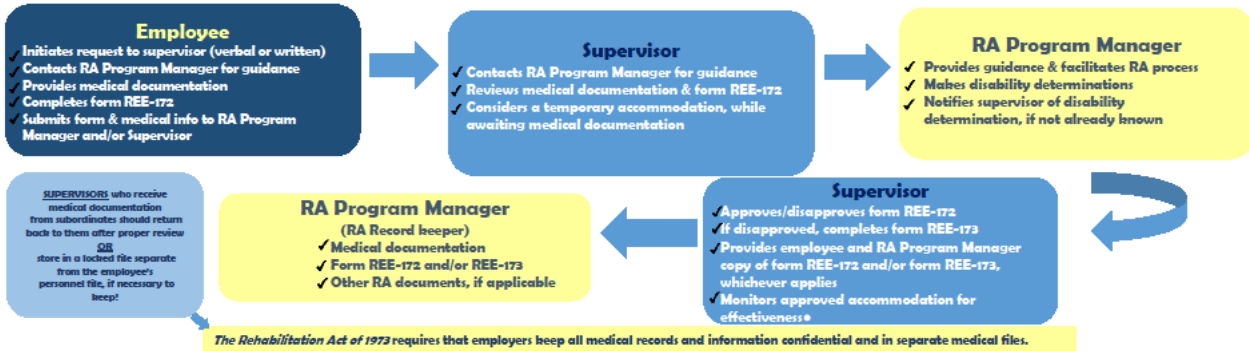 Employee
✓ Initiates request to supervisor (verbal or written)
✓ Contacts RA Program Manager for guidance
✓ Provides medical documentation
✓ Completes form REE-172
✓ Submits form & medical info to RA Program
Manager and/or Supervisor
Supervisor
✓ Contacts RA Program Manager for guidance
✓ Reviews medical documentation & form REE-172
✓ Considers a temporary accommodation, while
awaiting medical documentation
RA Program Manager
✓ Provides guidance & facilitates RA process
✓ Makes disability determinations
✓ Notifies supervisor of disability
determination, if not already known
Supervisor
✓ Approves/disapproves form REE-172
✓ If disapproved, completes form REE-173
✓ Provides employee and RA Program Manager
copy of form REE-172 and/or form REE-173,
whichever applies
✓ Monitors approved accommodation for
effectiveness•
RA Program Manager
(RA Record keeper)
✓ Medical documentation
✓ Form REE-172 and/or REE-173
✓ Other RA documents, if applicable
SUPERVISORS who receive
medical documentation
from subordinates should return
back to them after proper review
OR
store in a locked file separate
from the employee's
personnel file, if necessary to
keep!
The Rehabilitation Act of 1973 requires that employers keep all medical records and information confidential and in separate medical files.